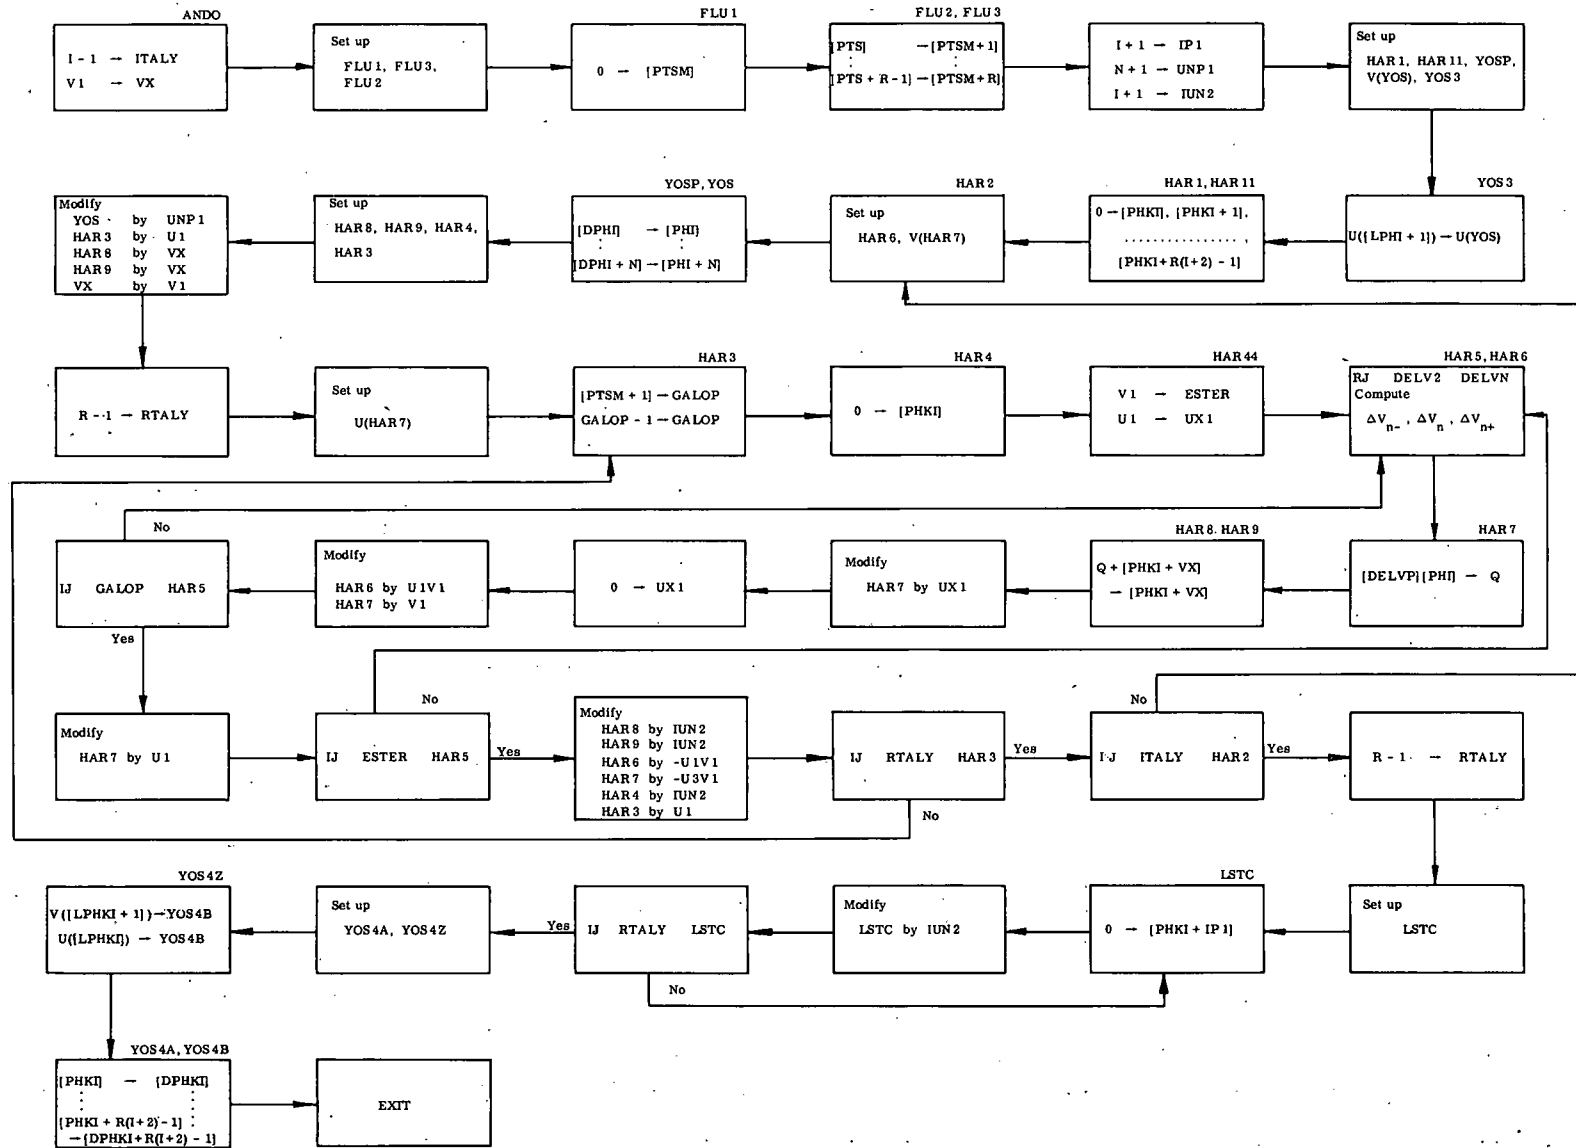 ANDO
I - 1 → ITALY
V1 → VX
Set up
FLU1, FLU3,
FLU2
FLU1
0 → [PTSM]
FLU2, FLU3
[PTS] → [PTSM+1]
[PTS + R-1] → [PTSM+R]
I + 1 → IP1
N + 1 → UNP1
I + 1 → IUN2
Set up
HAR1, HAR11, YOSP,
V(YOS), YOS3
YOS3
U([LPHI + 1]) → U(YOS)
HAR1, HAR11
0 → [PHKI], [PHKI + 1],
. . . . . . . . . . . . . . . . ,
[PHKI + R(I+2) - 1]
HAR2
Set up
HAR6, V(HAR7)
YOSP, YOS
[DPHI] → [PHI]
[DPHI + N] → [PHI + N]
Set up
HAR8, HAR9, HAR4,
HAR3
Modify
YOS by UNP1
HAR3 by U1
HAR8 by VX
HAR9 by VX
VX by V1
R - 1 → RTALY
Set up
U(HAR7)
HAR3
[PTSM + 1] → GALOP
GALOP - 1 → GALOP
HAR4
0 → [PHKI]
HAR44
V1 → ESTER
U1 → UX1
HAR5, HAR6
RJ DELV2 DELVN
Compute
ΔVn-, ΔVn, ΔVn+
HAR7
[DELVP][PHI] → Q
HAR8, HAR9
Q + [PHKI + VX]
→ [PHKI + VX]
Modify
HAR7 by UX1
0 → UX1
Modify
HAR6 by U1V1
HAR7 by V1
No
IJ GALOP HAR5
Yes
Modify
HAR7 by U1
No
IJ ESTER HAR5
Yes
Modify
HAR8 by IUN2
HAR9 by IUN2
HAR6 by -U1V1
HAR7 by -U3V1
HAR4 by IUN2
HAR3 by U1
IJ RTALY HAR3
Yes
No
No
IJ ITALY HAR2
Yes
R - 1 → RTALY
Set up
LSTC
LSTC
0 → [PHKI + IP1]
Modify
LSTC by IUN2
IJ RTALY LSTC
Yes
No
Set up
YOS4A, YOS4Z
YOS4Z
V([LPHKI + 1]) → YOS4B
U([LPHKI]) → YOS4B
YOS4A, YOS4B
[PHKI] → [DPHKI]
[PHKI + R(I+2) - 1]
→ [DPHKI+R(I+2) - 1]
EXIT